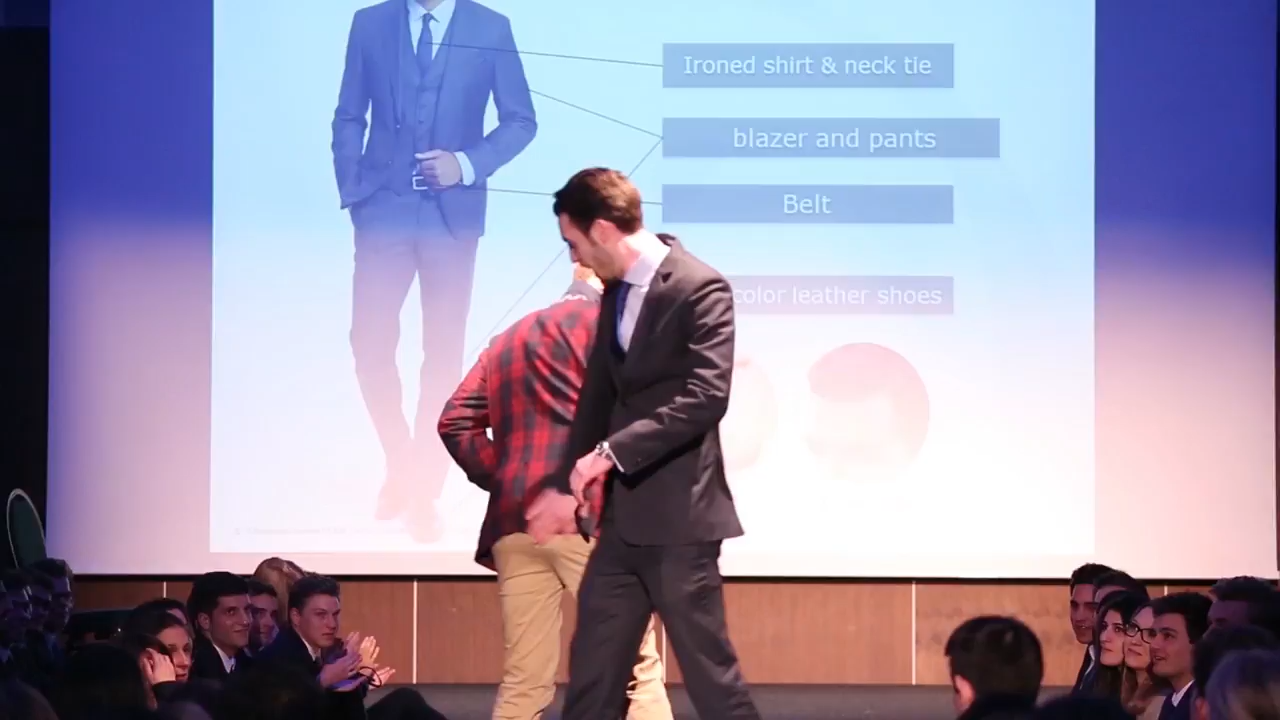 Ironed shirt & neck tie
blazer and pants
Belt
color leather shoes